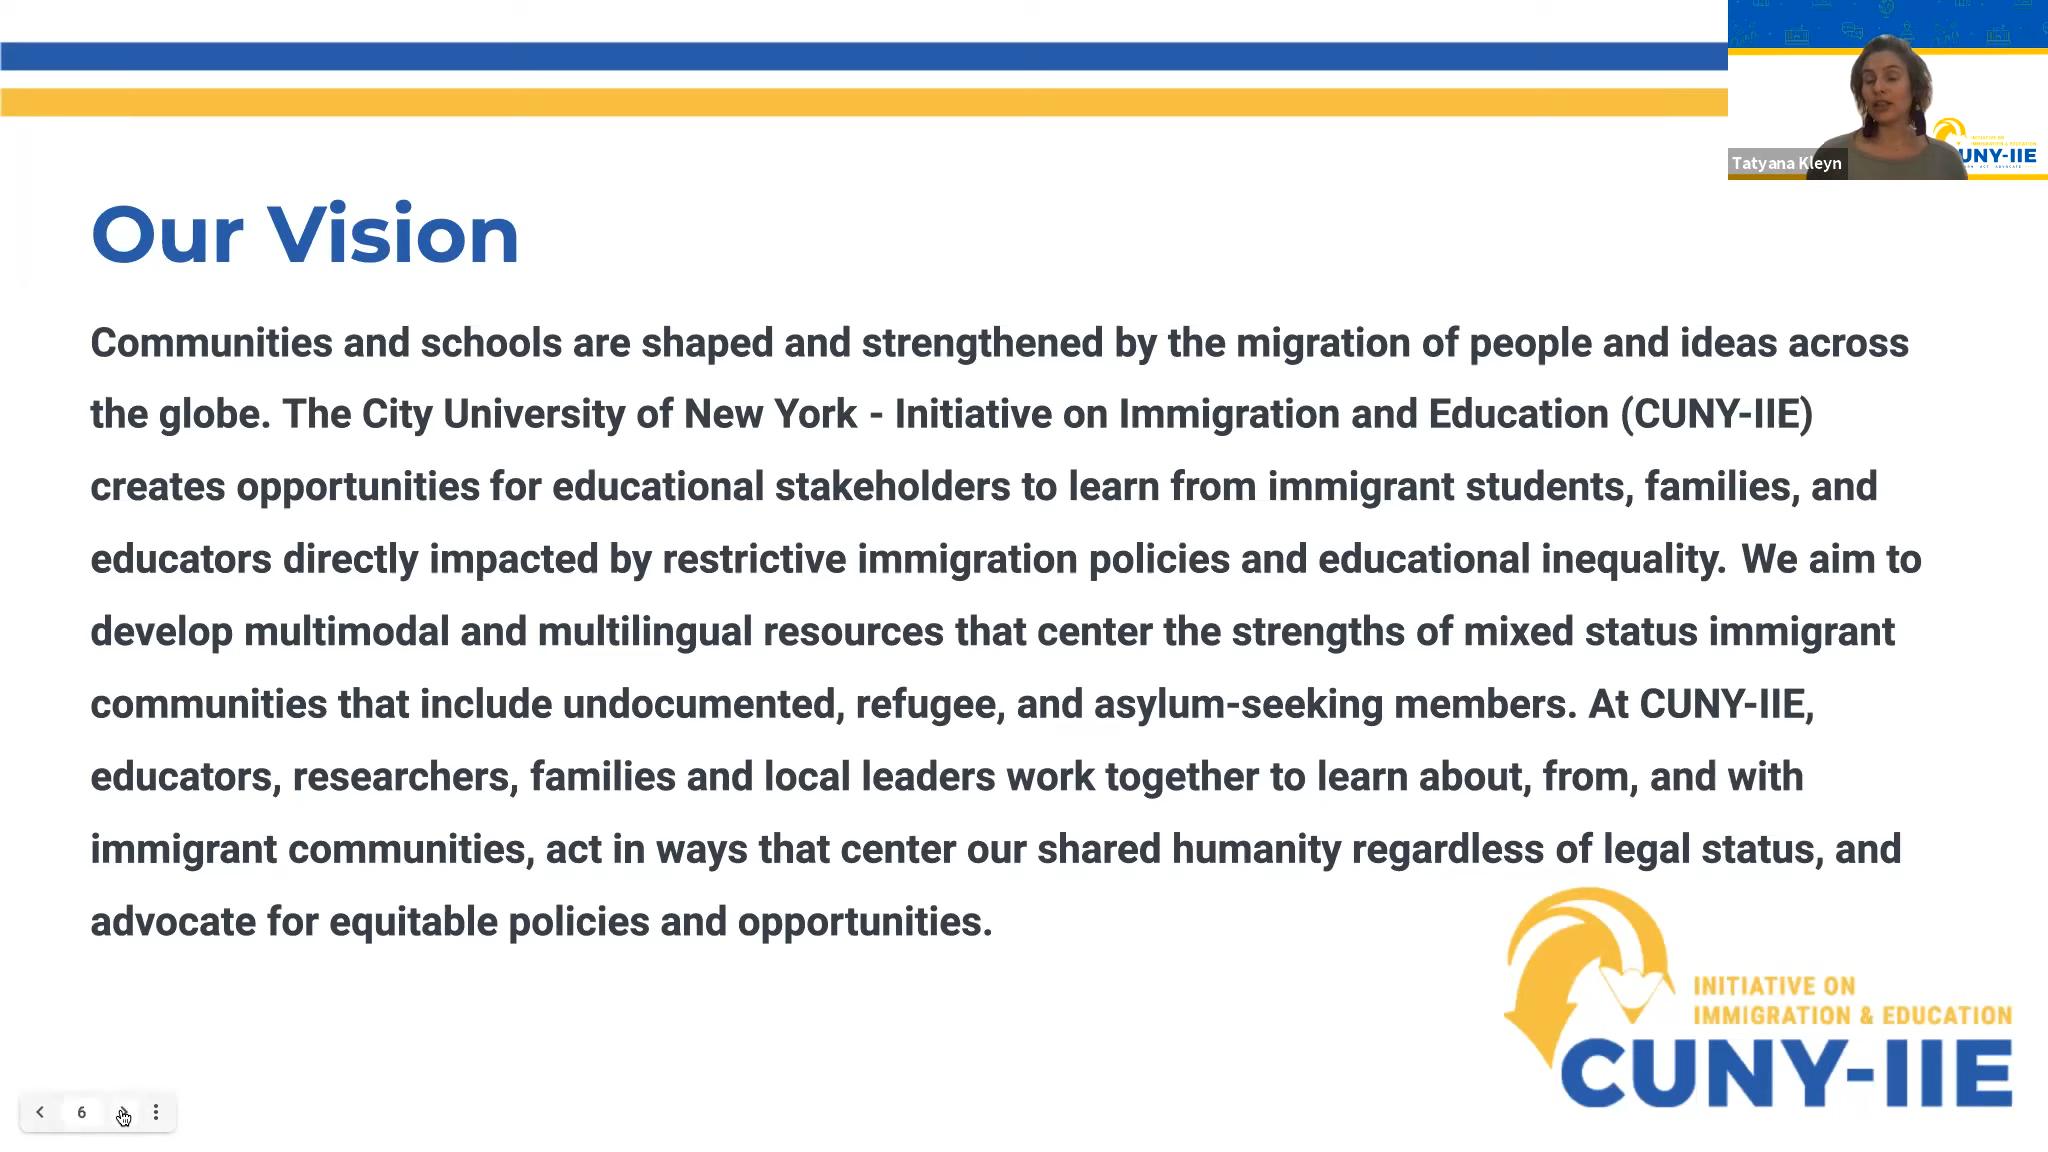 Tatyana Kleyn
UNY-IIE
Our Vision
Communities and schools are shaped and strengthened by the migration of people and ideas across
the globe. The City University of New York - Initiative on Immigration and Education (CUNY-IIE)
creates opportunities for educational stakeholders to learn from immigrant students, families, and
educators directly impacted by restrictive immigration policies and educational inequality. We aim to
develop multimodal and multilingual resources that center the strengths of mixed status immigrant
communities that include undocumented, refugee, and asylum-seeking members. At CUNY-IIE,
educators, researchers, families and local leaders work together to learn about, from, and with
immigrant communities, act in ways that center our shared humanity regardless of legal status, and
advocate for equitable policies and opportunities.
INITIATIVE ON
IMMIGRATION & EDUCATION
CUNY-IIE
6